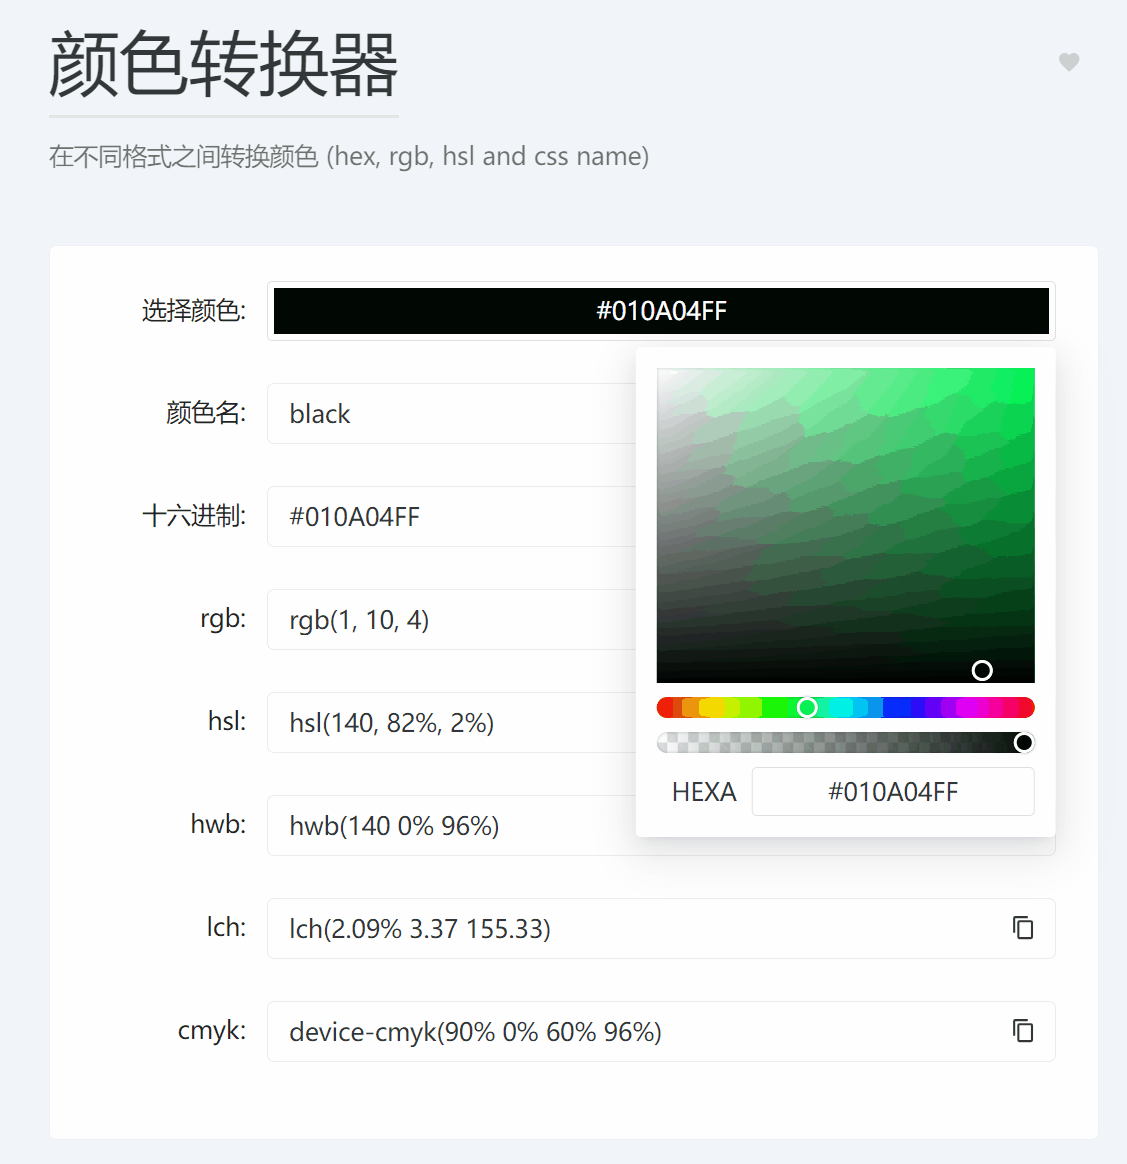 颜色转换器
在不同格式之间转换颜色 (hex, rgb, hsl and css name)
选择颜色: #010A04FF
颜色名: black
十六进制: #010A04FF
rgb: rgb(1, 10, 4)
hsl: hsl(140, 82%, 2%)
HEXA #010A04FF
hwb: hwb(140 0% 96%)
lch: lch(2.09% 3.37 155.33)
cmyk: device-cmyk(90% 0% 60% 96%)